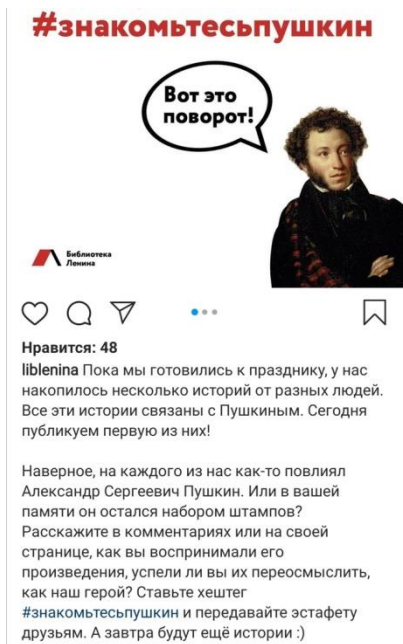 #знакомьтесьпушкин
Вот это
поворот!
Библиотека
Ленина
Нравится: 48
liblenina Пока мы готовились к празднику, у нас
накопилось несколько историй от разных людей.
Все эти истории связаны с Пушкиным. Сегодня
публикуем первую из них!
Наверное, на каждого из нас как-то повлиял
Александр Сергеевич Пушкин. Или в вашей
памяти он остался набором штампов?
Расскажите в комментариях или на своей
странице, как вы воспринимали его
произведения, успели ли вы их переосмыслить,
как наш герой? Ставьте хештег
#знакомьтесьпушкин и передавайте эстафету
друзьям. А завтра будут ещё истории :)